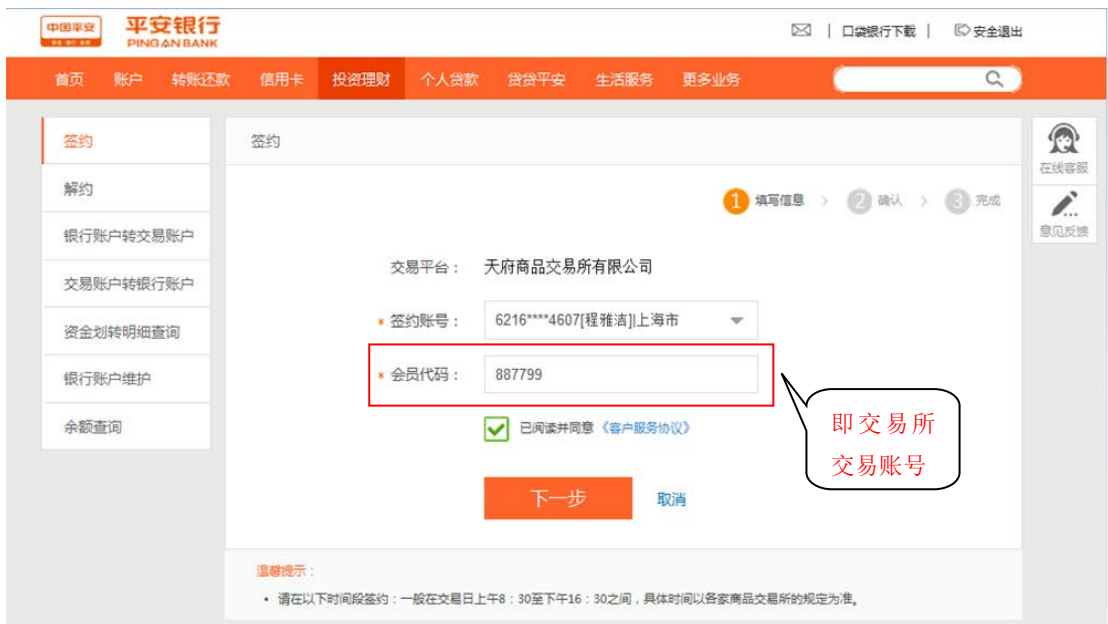 中国平安
平安银行
PING AN BANK
口袋银行下载
安全退出
首页 账户 转账还款 信用卡 投资理财 个人贷款 贷贷平安 生活服务 更多业务
签约
解约
银行账户转交易账户
交易账户转银行账户
资金划转明细查询
银行账户维护
余额查询
签约
1 填写信息 > 2 确认 > 3 完成
交易平台: 天府商品交易所有限公司
* 签约账号: 6216****4607[程雅洁]|上海市
* 会员代码: 887799
已阅读并同意《客户服务协议》
下一步 取消
即交易所
交易账号
温馨提示:
• 请在以下时间段签约:一般在交易日上午8:30至下午16:30之间,具体时间以各家商品交易所的规定为准。
在线客服
意见反馈